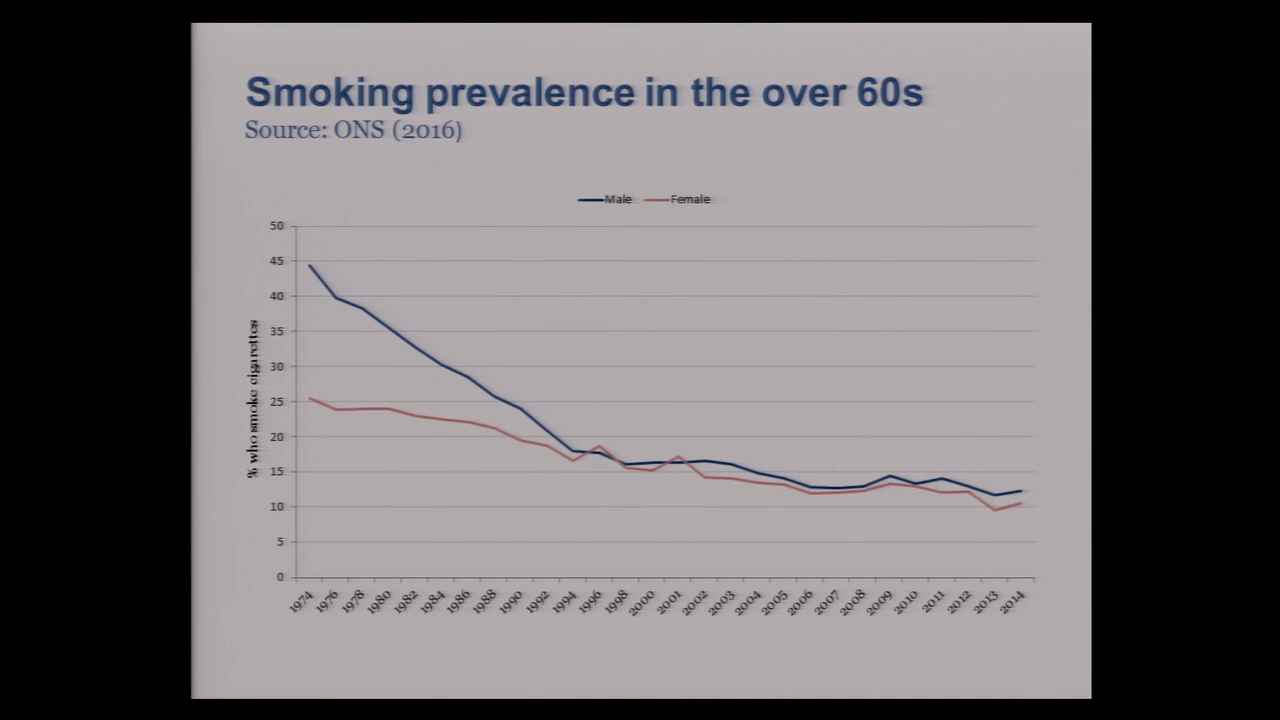 Smoking prevalence in the over 60s
Source: ONS (2016)
Male Female
50
45
40
35
30
25
20
15
10
5
0
% who smoke cigarettes
1974 1976 1978 1980 1982 1984 1986 1988 1990 1992 1994 1996 1998 2000 2001 2002 2003 2004 2005 2006 2007 2008 2009 2010 2011 2012 2013 2014